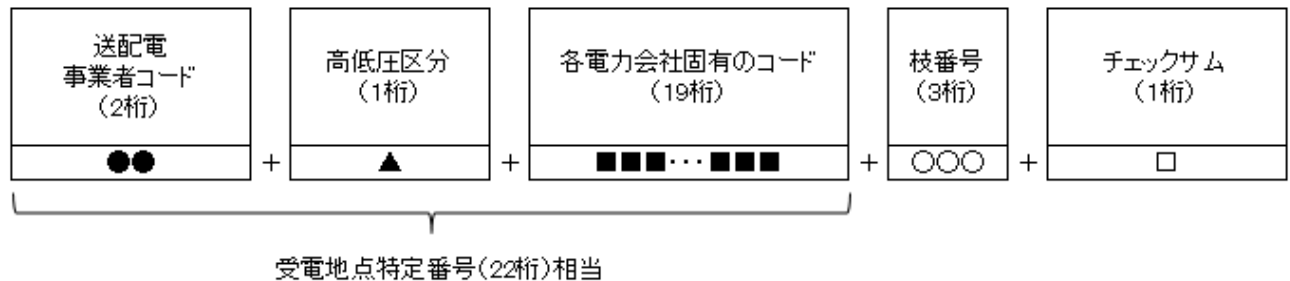 送配電
事業者コード
(2桁)
高低圧区分
(1桁)
各電力会社固有のコード
(19桁)
枝番号
(3桁)
チェックサム
(1桁)
●● + ▲ + ■■■･･･■■■ + ○○○ + □
受電地点特定番号(22桁)相当